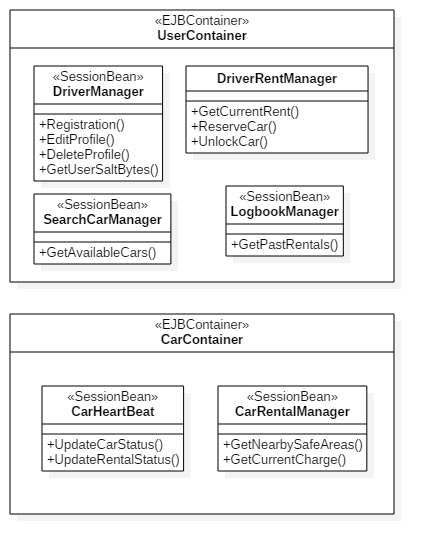 «EJBContainer»
UserContainer
«SessionBean»
DriverManager
+Registration()
+EditProfile()
+DeleteProfile()
+GetUserSaltBytes()
DriverRentManager
+GetCurrentRent()
+ReserveCar()
+UnlockCar()
«SessionBean»
SearchCarManager
+GetAvailableCars()
«SessionBean»
LogbookManager
+GetPastRentals()
«EJBContainer»
CarContainer
«SessionBean»
CarHeartBeat
+UpdateCarStatus()
+UpdateRentalStatus()
«SessionBean»
CarRentalManager
+GetNearbySafeAreas()
+GetCurrentCharge()